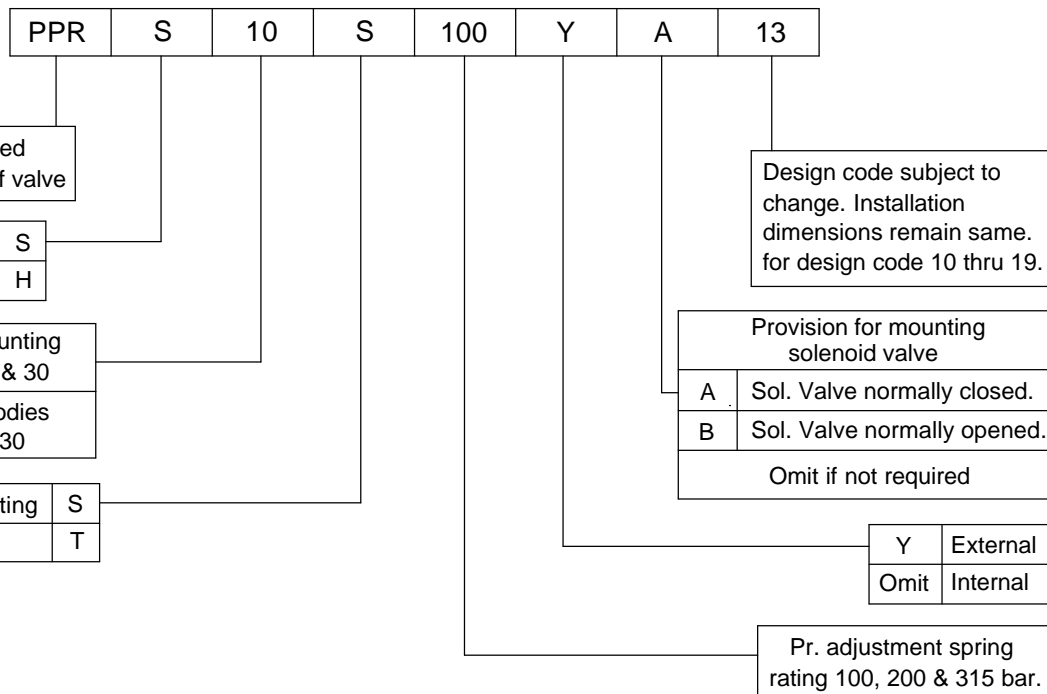 PPR S 10 S 100 Y A 13
ed
f valve
S
H
unting
& 30
odies
30
ting S
T
Design code subject to
change. Installation
dimensions remain same.
for design code 10 thru 19.
Provision for mounting
solenoid valve
A Sol. Valve normally closed.
B Sol. Valve normally opened.
Omit if not required
Y External
Omit Internal
Pr. adjustment spring
rating 100, 200 & 315 bar.